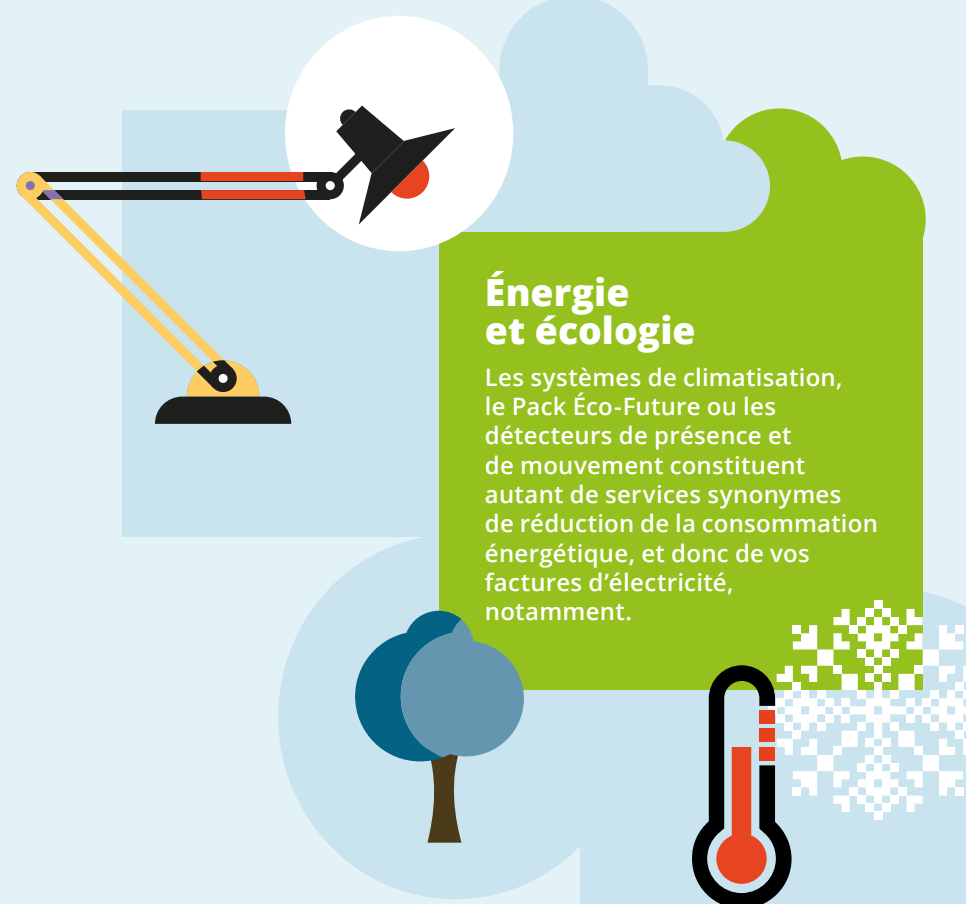 Énergie
et écologie
Les systèmes de climatisation,
le Pack Éco-Future ou les
détecteurs de présence et
de mouvement constituent
autant de services synonymes
de réduction de la consommation
énergétique, et donc de vos
factures d’électricité,
notamment.